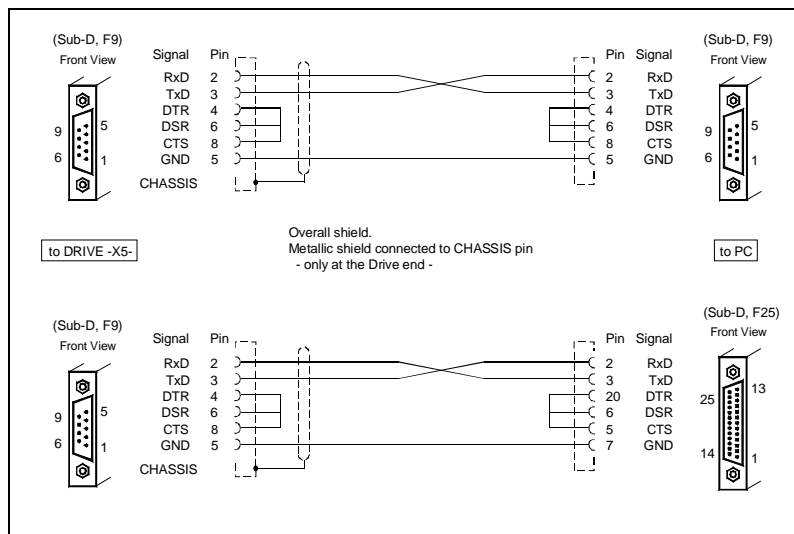 (Sub-D, F9)
Front View
9
5
6
1
Signal Pin
RxD 2
TxD 3
DTR 4
DSR 6
CTS 8
GND 5
CHASSIS
Pin Signal
2 RxD
3 TxD
4 DTR
6 DSR
8 CTS
5 GND
(Sub-D, F9)
Front View
9
5
6
1
to DRIVE -X5-
Overall shield.
Metallic shield connected to CHASSIS pin
- only at the Drive end -
to PC
(Sub-D, F9)
Front View
9
5
6
1
Signal Pin
RxD 2
TxD 3
DTR 4
DSR 6
CTS 8
GND 5
CHASSIS
Pin Signal
2 RxD
3 TxD
20 DTR
6 DSR
5 CTS
7 GND
(Sub-D, F25)
Front View
25
13
14
1